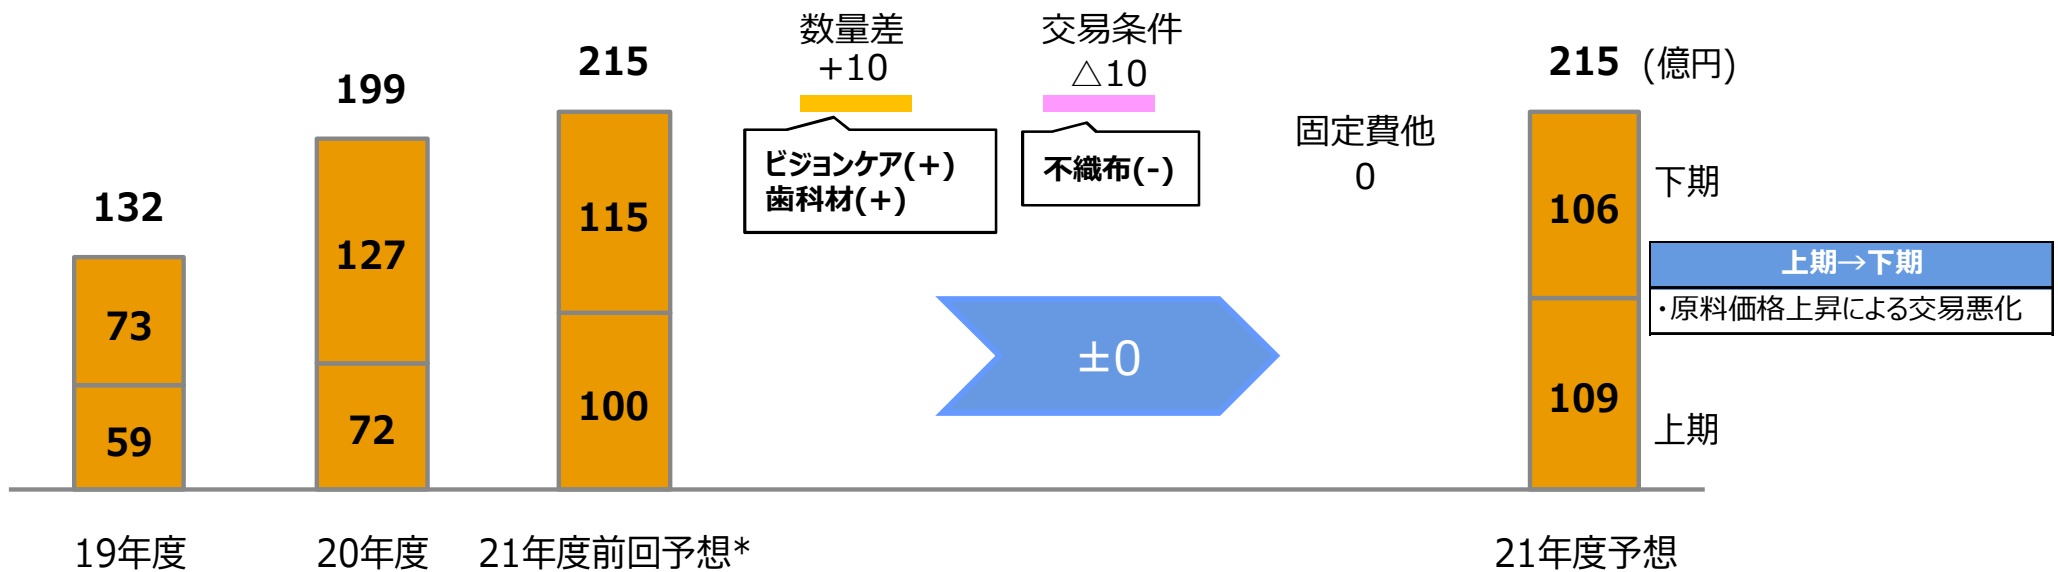 132
73
59
19年度
199
127
72
20年度
215
115
100
21年度前回予想*
数量差
+10
ビジョンケア(+)
歯科材(+)
交易条件
△10
不織布(-)
固定費他
0
±0
215 (億円)
106
109
下期
上期
21年度予想
上期→下期
・原料価格上昇による交易悪化